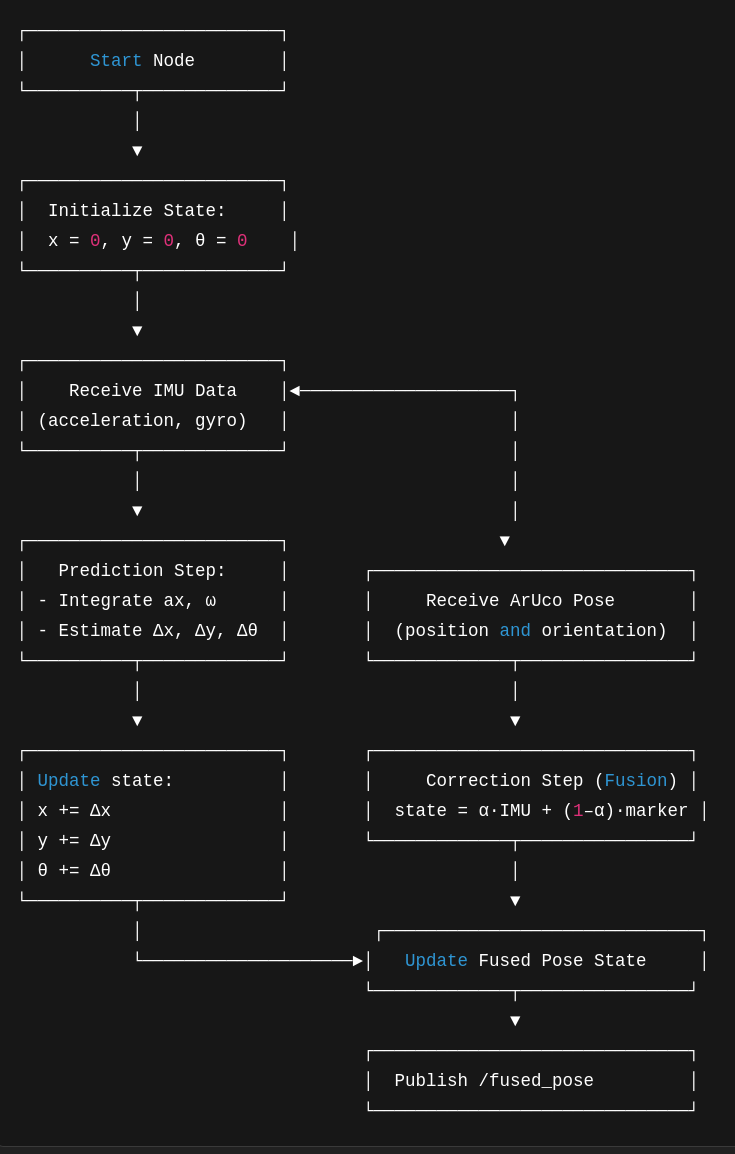 Start Node
Initialize State:
x = 0, y = 0, θ = 0
Receive IMU Data
(acceleration, gyro)
Prediction Step:
- Integrate ax, ω
- Estimate Δx, Δy, Δθ
Update state:
x += Δx
y += Δy
θ += Δθ
Receive ArUco Pose
(position and orientation)
Correction Step (Fusion)
state = α·IMU + (1–α)·marker
Update Fused Pose State
Publish /fused_pose